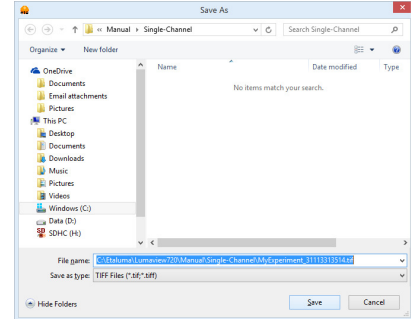 Save As
« Manual ▸ Single-Channel
Search Single-Channel
Organize ▾ New folder
Name Date modified Type
No items match your search.
OneDrive
Documents
Email attachments
Pictures
This PC
Desktop
Documents
Downloads
Music
Pictures
Videos
Windows (C:)
Data (D:)
SDHC (H:)
File name: C:\Etaluma\Lumaview720\Manual\Single-Channel\MyExperiment_31113313514.tif
Save as type: TIFF Files (*.tif;*.tiff)
Hide Folders Save Cancel